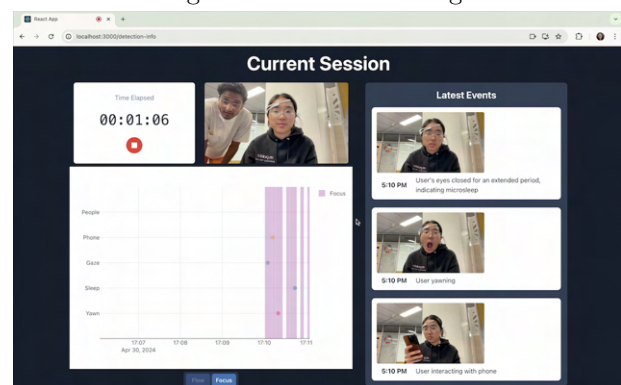 React App
localhost:3000/detection-info
Current Session
Time Elapsed
00:01:06
Latest Events
5:10 PM User's eyes closed for an extended period,
indicating microsleep
5:10 PM User yawning
5:10 PM User interacting with phone
Focus
People
Phone
Gaze
Sleep
Yawn
17:07 17:08 17:09 17:10 17:11
Apr 30, 2024
Flow Focus